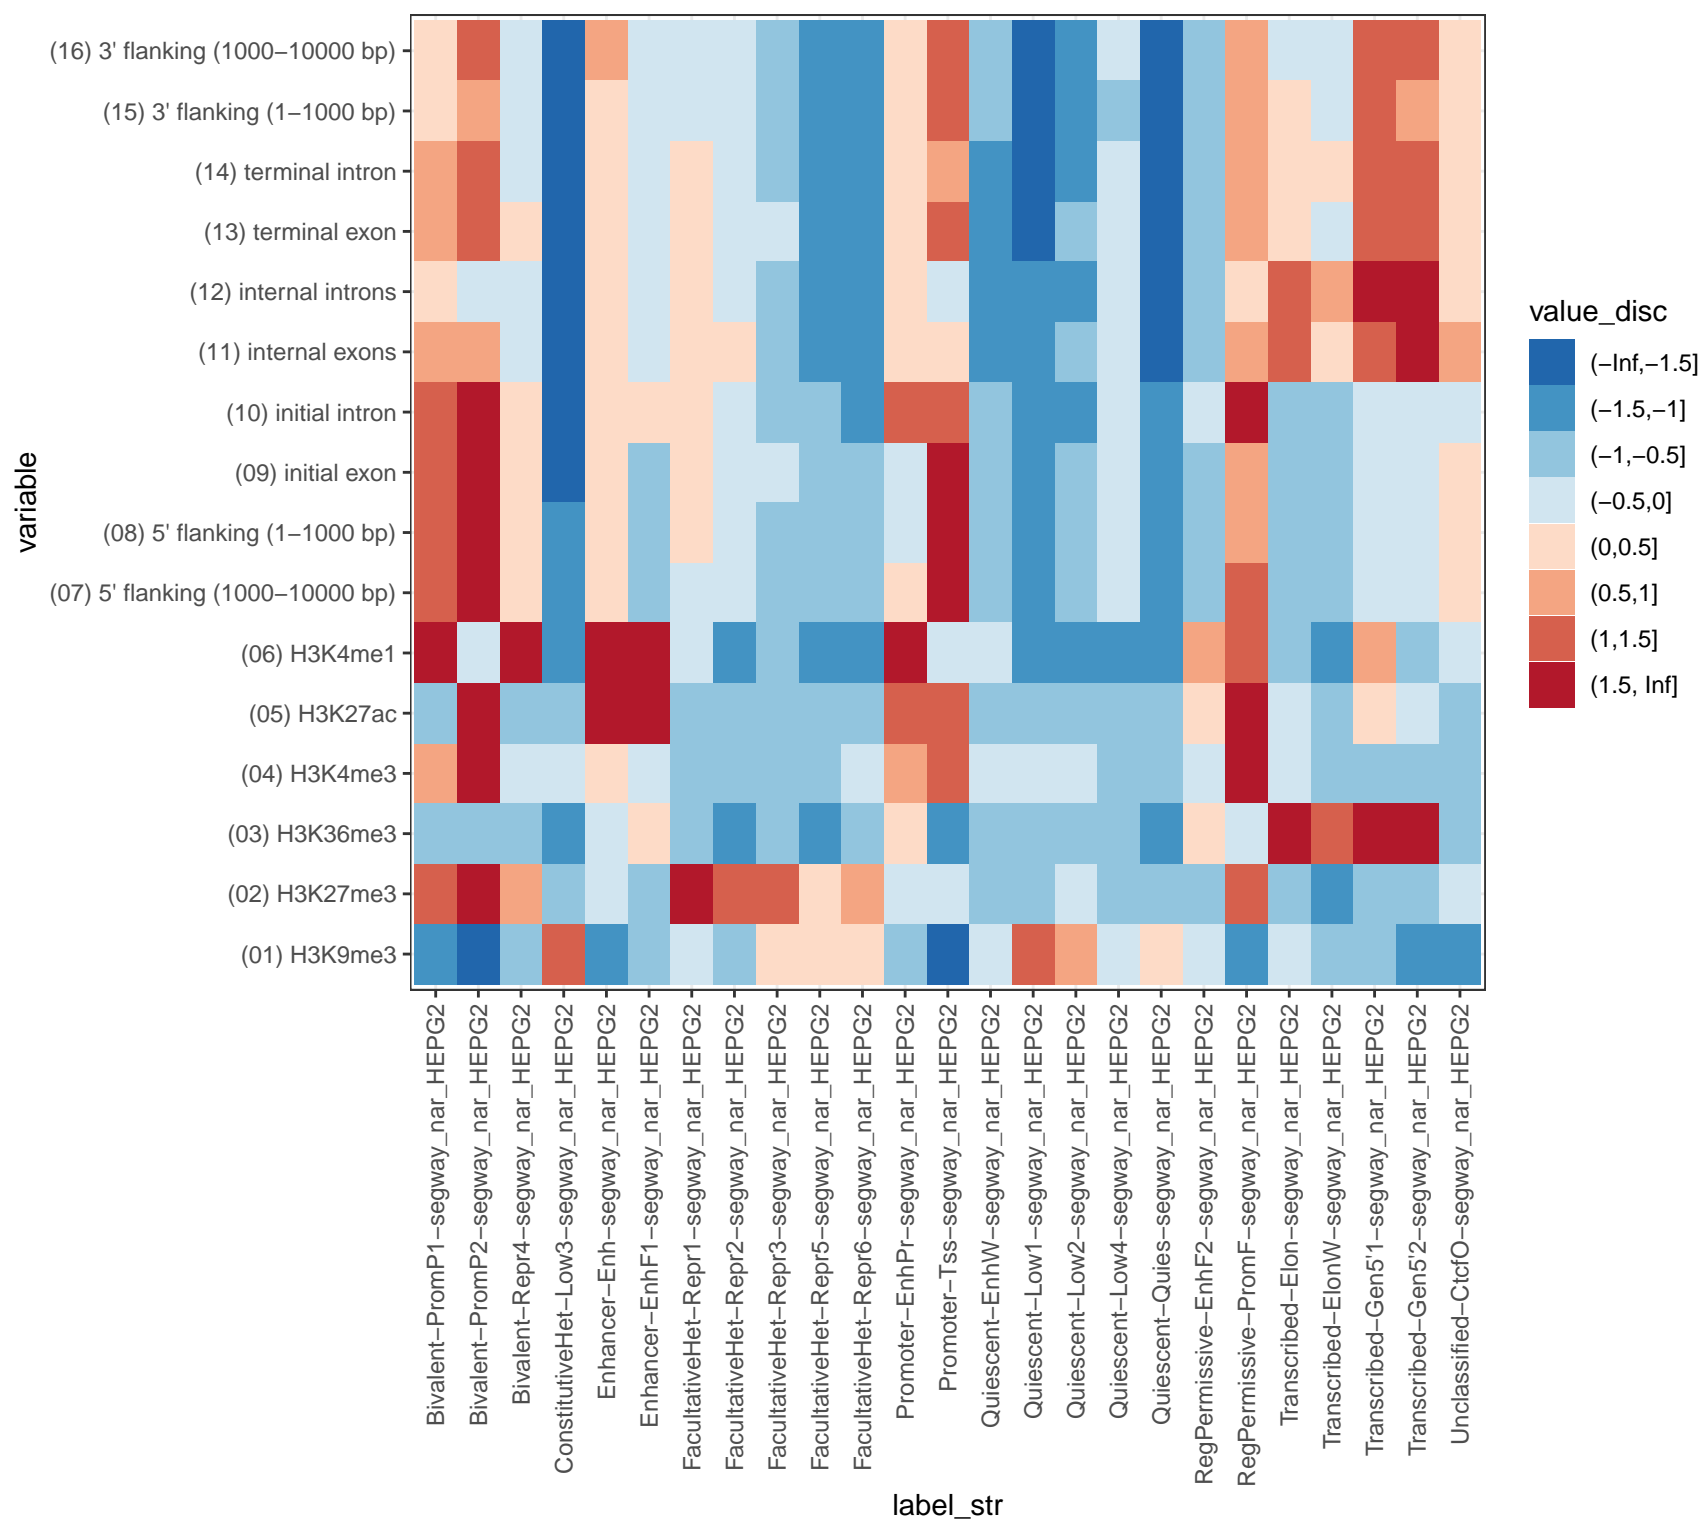 (16) 3' flanking (1000−10000 bp)
(15) 3' flanking (1−1000 bp)
(14) terminal intron
(13) terminal exon
(12) internal introns
(11) internal exons
(10) initial intron
(09) initial exon
(08) 5' flanking (1−1000 bp)
(07) 5' flanking (1000−10000 bp)
(06) H3K4me1
(05) H3K27ac
(04) H3K4me3
(03) H3K36me3
(02) H3K27me3
(01) H3K9me3
variable
Bivalent−PromP1−segway_nar_HEPG2
Bivalent−PromP2−segway_nar_HEPG2
Bivalent−Repr4−segway_nar_HEPG2
ConstitutiveHet−Low3−segway_nar_HEPG2
Enhancer−Enh−segway_nar_HEPG2
Enhancer−EnhF1−segway_nar_HEPG2
FacultativeHet−Repr1−segway_nar_HEPG2
FacultativeHet−Repr2−segway_nar_HEPG2
FacultativeHet−Repr3−segway_nar_HEPG2
FacultativeHet−Repr5−segway_nar_HEPG2
FacultativeHet−Repr6−segway_nar_HEPG2
Promoter−EnhPr−segway_nar_HEPG2
Promoter−Tss−segway_nar_HEPG2
Quiescent−EnhW−segway_nar_HEPG2
Quiescent−Low1−segway_nar_HEPG2
Quiescent−Low2−segway_nar_HEPG2
Quiescent−Low4−segway_nar_HEPG2
Quiescent−Quies−segway_nar_HEPG2
RegPermissive−EnhF2−segway_nar_HEPG2
RegPermissive−PromF−segway_nar_HEPG2
Transcribed−Elon−segway_nar_HEPG2
Transcribed−ElonW−segway_nar_HEPG2
Transcribed−Gen5'1−segway_nar_HEPG2
Transcribed−Gen5'2−segway_nar_HEPG2
Unclassified−CtcfO−segway_nar_HEPG2
label_str
value_disc
(−Inf,−1.5]
(−1.5,−1]
(−1,−0.5]
(−0.5,0]
(0,0.5]
(0.5,1]
(1,1.5]
(1.5, Inf]